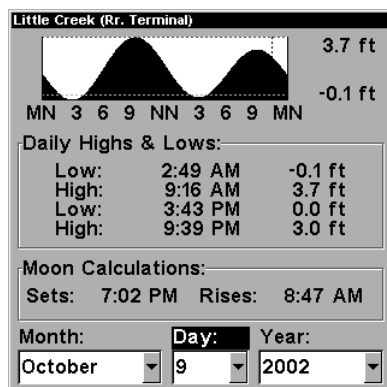 Little Creek (Rr. Terminal)
3.7 ft
-0.1 ft
MN 3 6 9 NN 3 6 9 MN
Daily Highs & Lows:
Low: 2:49 AM -0.1 ft
High: 9:16 AM 3.7 ft
Low: 3:43 PM 0.0 ft
High: 9:39 PM 3.0 ft
Moon Calculations:
Sets: 7:02 PM Rises: 8:47 AM
Month: Day: Year:
October 9 2002